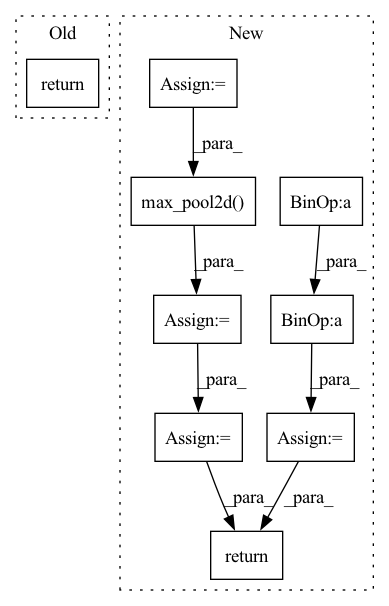 Old
New
return
Assign:=
_para_
max_pool2d()
BinOp:a
_para_
_para_
Assign:=
BinOp:a
_para_
_para_
Assign:=
Assign:=
_para_
_para_
return